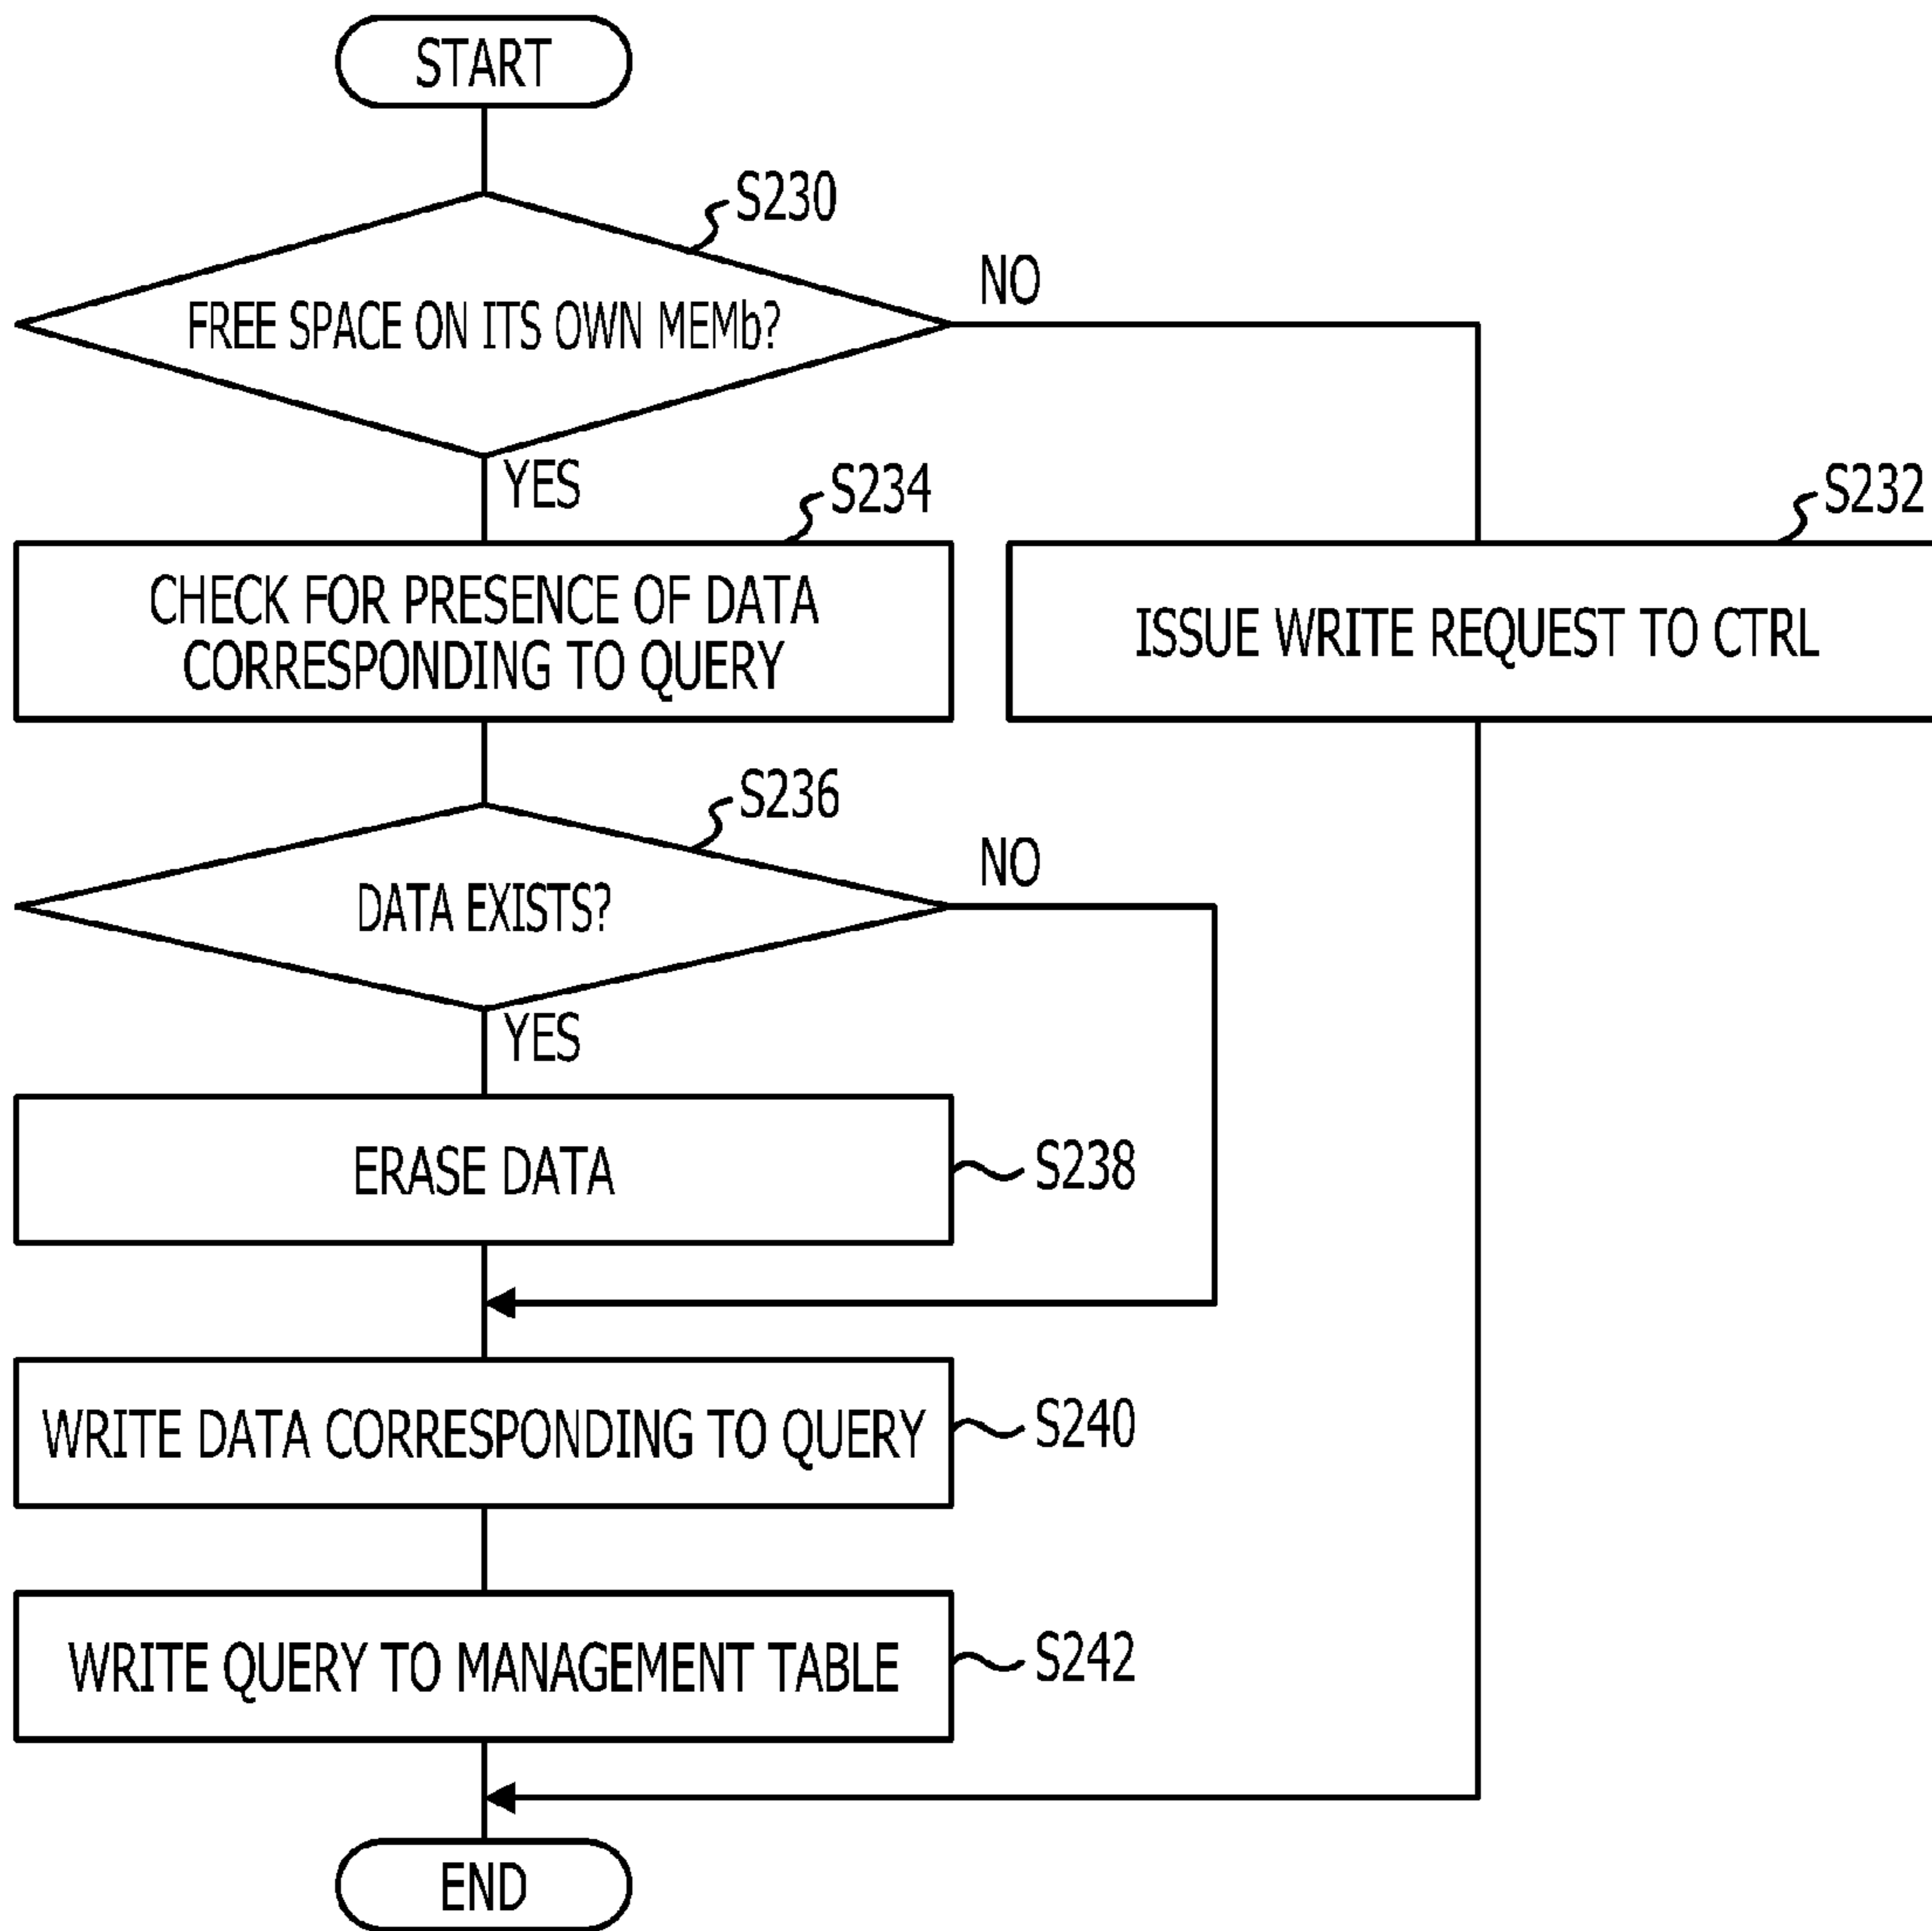 START
S230
NO
FREE SPACE ON ITS OWN MEMb?
YES
S234
S232
CHECK FOR PRESENCE OF DATA
CORRESPONDING TO QUERY
ISSUE WRITE REQUEST TO CTRL
S236
NO
DATA EXISTS?
YES
ERASE DATA
S238
WRITE DATA CORRESPONDING TO QUERY
S240
WRITE QUERY TO MANAGEMENT TABLE
S242
END